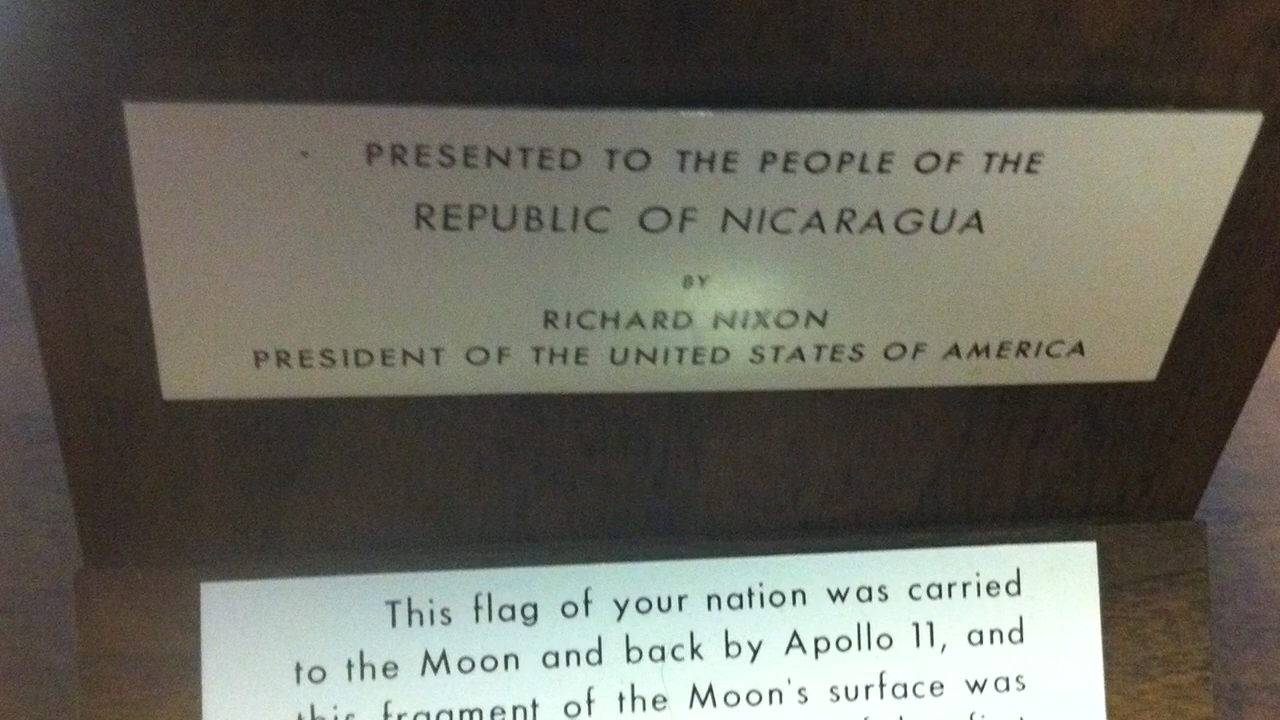 PRESENTED TO THE PEOPLE OF THE
REPUBLIC OF NICARAGUA
BY
RICHARD NIXON
PRESIDENT OF THE UNITED STATES OF AMERICA
This flag of your nation was carried
to the Moon and back by Apollo 11, and
this fragment of the Moon's surface was